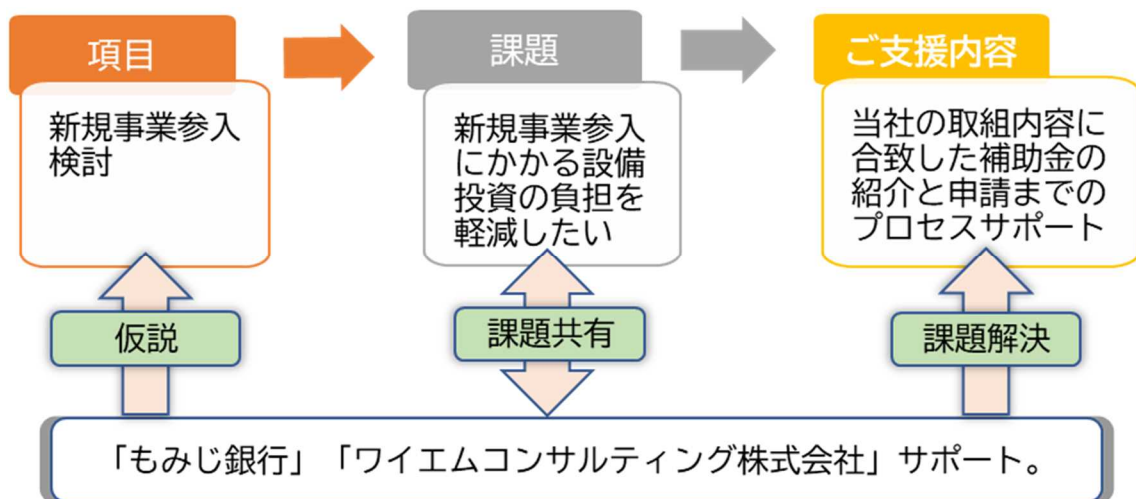 項目
課題
ご支援内容
新規事業参入
検討
新規事業参入
にかかる設備
投資の負担を
軽減したい
当社の取組内容に
合致した補助金の
紹介と申請までの
プロセスサポート
仮説
課題共有
課題解決
「もみじ銀行」「ワイエムコンサルティング株式会社」サポート。